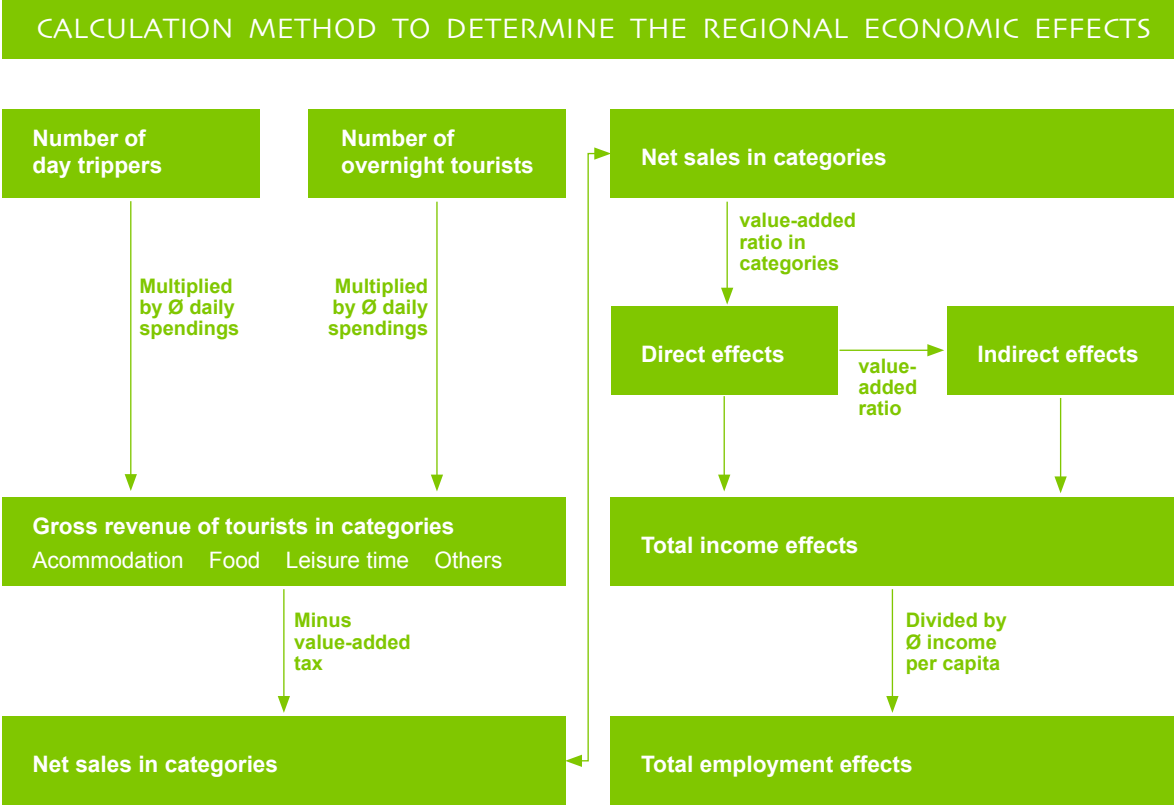 CALCULATION METHOD TO DETERMINE THE REGIONAL ECONOMIC EFFECTS
Number of
day trippers
Number of
overnight tourists
Multiplied
by Ø daily
spendings
Multiplied
by Ø daily
spendings
Gross revenue of tourists in categories
Acommodation Food Leisure time Others
Minus
value-added
tax
Net sales in categories
Net sales in categories
value-added
ratio in
categories
Direct effects
value-
added
ratio
Indirect effects
Total income effects
Divided by
Ø income
per capita
Total employment effects